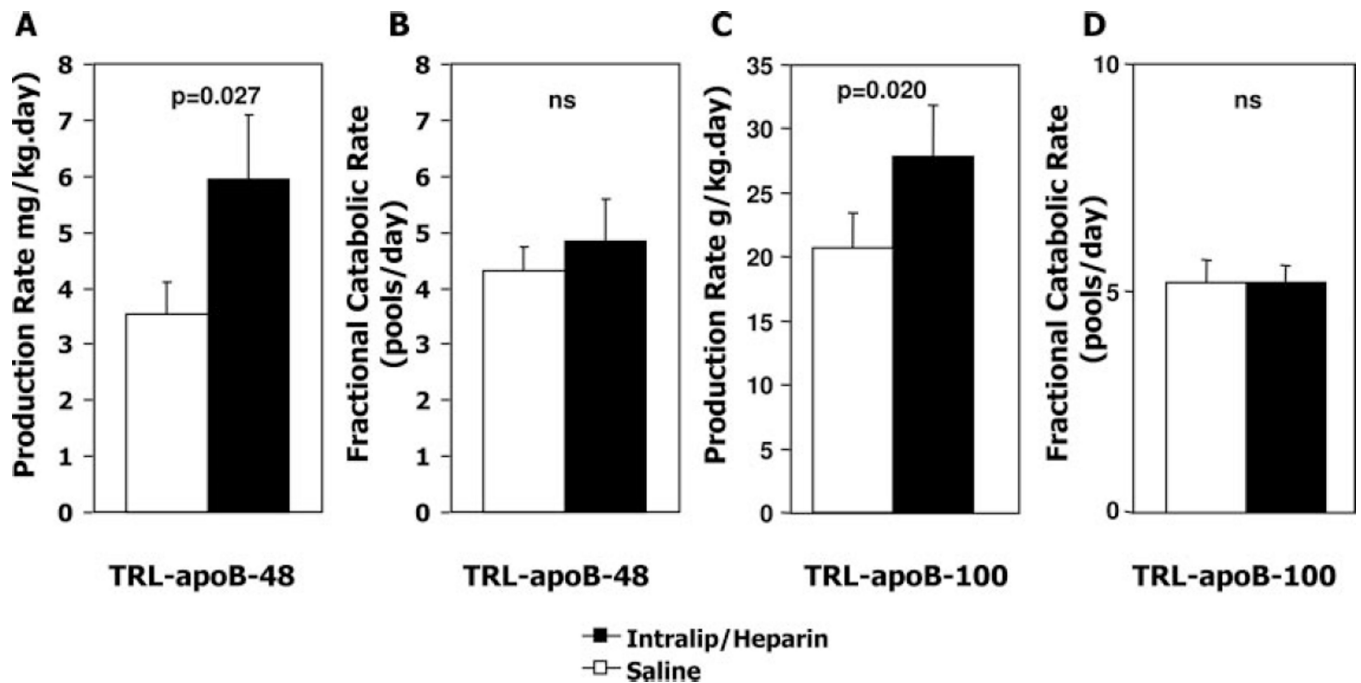 A
Production Rate mg/kg.day
8
7
6
5
4
3
2
1
0
p=0.027
TRL-apoB-48
B
Fractional Catabolic Rate
(pools/day)
8
7
6
5
4
3
2
1
0
ns
TRL-apoB-48
C
Production Rate g/kg.day
35
30
25
20
15
10
5
0
p=0.020
TRL-apoB-100
D
Fractional Catabolic Rate
(pools/day)
10
5
0
ns
TRL-apoB-100
Intralip/Heparin
Saline